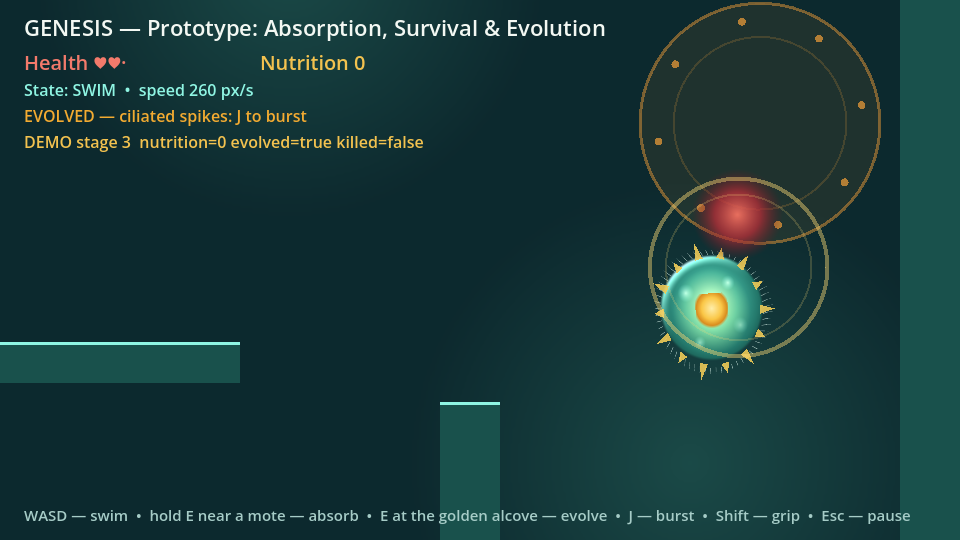 GENESIS — Prototype: Absorption, Survival & Evolution
Health ♥♥·
Nutrition 0
State: SWIM • speed 260 px/s
EVOLVED — ciliated spikes: J to burst
DEMO stage 3 nutrition=0 evolved=true killed=false
WASD — swim • hold E near a mote — absorb • E at the golden alcove — evolve • J — burst • Shift — grip • Esc — pause